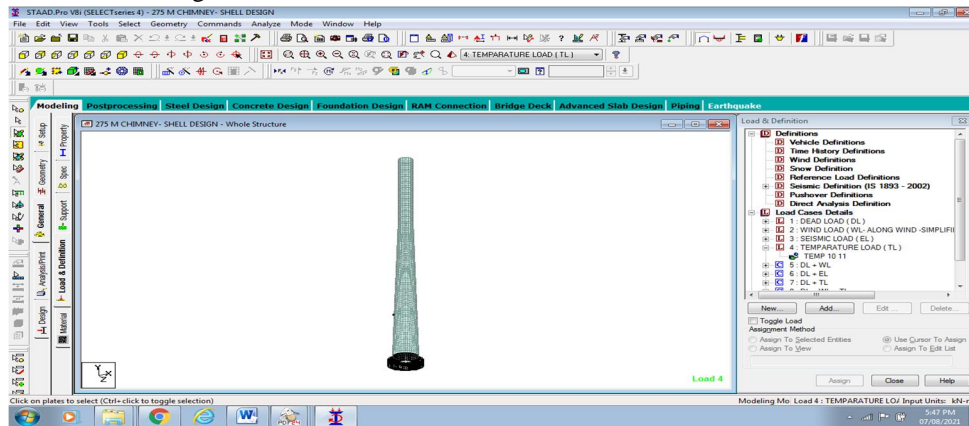 STAAD.Pro V8i (SELECTseries 4) - 275 M CHIMNEY- SHELL DESIGN
File Edit View Tools Select Geometry Commands Analyze Mode Window Help
4: TEMPARATURE LOAD ( TL )
Modeling Postprocessing Steel Design Concrete Design Foundation Design RAM Connection Bridge Deck Advanced Slab Design Piping Earthquake
Setup
Geometry
General
Analysis/Print
Design
Property
Spec
Support
Load & Definition
Material
275 M CHIMNEY- SHELL DESIGN - Whole Structure
Y
X
Z
Load 4
Load & Definition
Definitions
Vehicle Definitions
Time History Definitions
Wind Definitions
Snow Definition
Reference Load Definitions
Seismic Definition (IS 1893 - 2002)
Pushover Definitions
Direct Analysis Definition
Load Cases Details
1 : DEAD LOAD ( DL )
2 : WIND LOAD ( WL- ALONG WIND -SIMPLIFI
3 : SEISMIC LOAD ( EL )
4 : TEMPARATURE LOAD ( TL )
TEMP 10 11
5 : DL + WL
6 : DL + EL
7 : DL + TL
New... Add... Edit ... Delete...
Toggle Load
Assignment Method
Assign To Selected Entities Use Cursor To Assign
Assign To View Assign To Edit List
Assign Close Help
Click on plates to select (Ctrl+click to toggle selection) Modeling Mo Load 4 : TEMPARATURE LO/ Input Units: kN-r
5:47 PM
07/08/2021